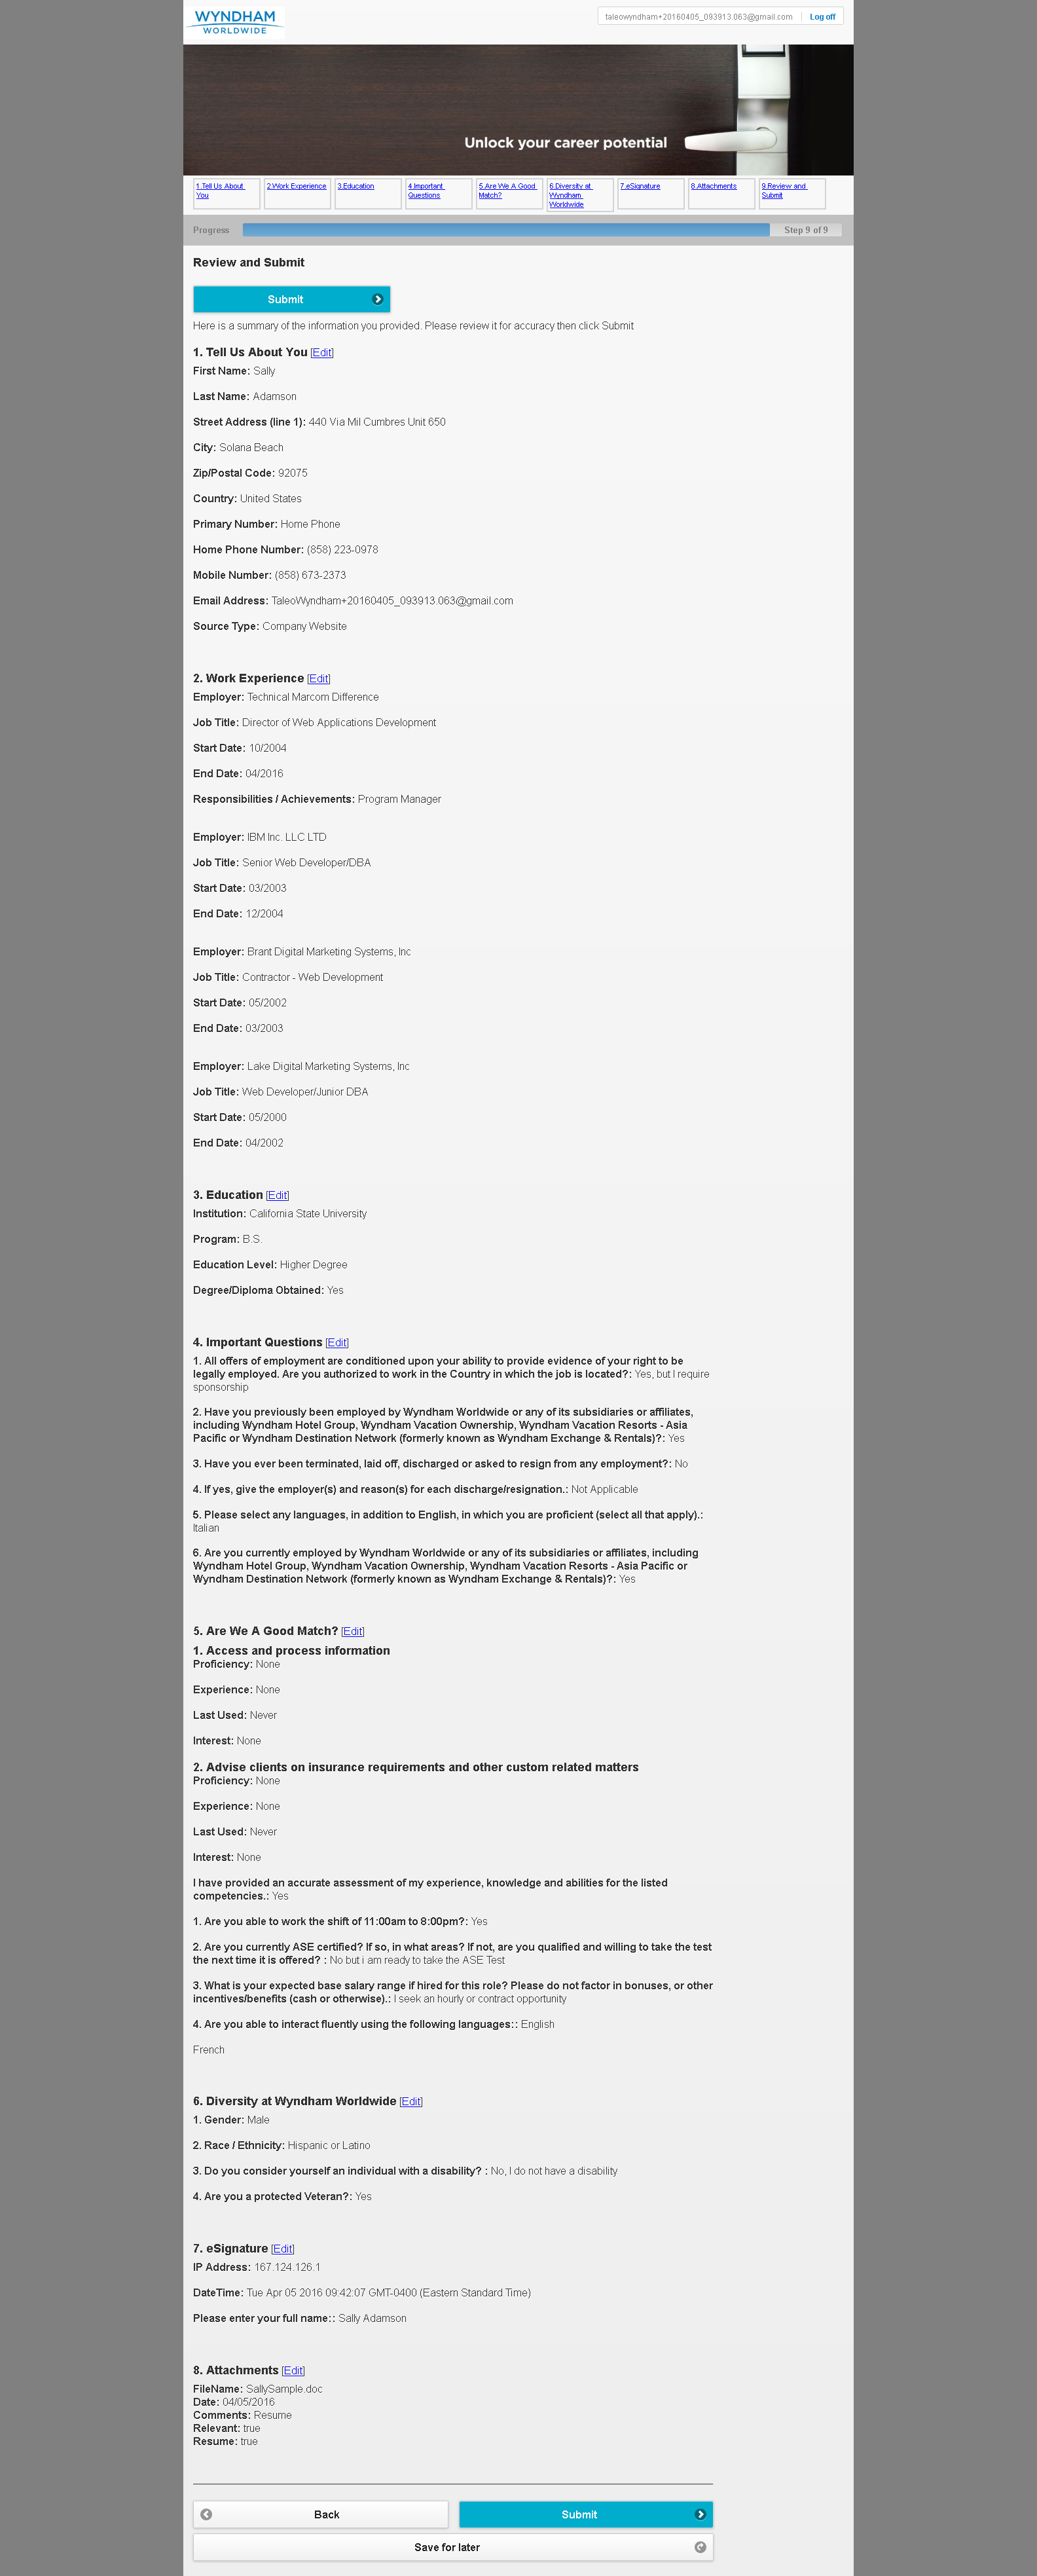 WYNDHAM
WORLDWIDE
taleowyndham+20160405_093913.063@gmail.com
Log off
Unlock your career potential
1.Tell Us About
You
2.Work Experience
3.Education
4.Important
Questions
5.Are We A Good
Match?
6.Diversity at
Wyndham
Worldwide
7.eSignature
8.Attachments
9.Review and
Submit
Progress
Step 9 of 9
Review and Submit
Submit
Here is a summary of the information you provided. Please review it for accuracy then click Submit
1. Tell Us About You [Edit]
First Name: Sally
Last Name: Adamson
Street Address (line 1): 440 Via Mil Cumbres Unit 650
City: Solana Beach
Zip/Postal Code: 92075
Country: United States
Primary Number: Home Phone
Home Phone Number: (858) 223-0978
Mobile Number: (858) 673-2373
Email Address: TaleoWyndham+20160405_093913.063@gmail.com
Source Type: Company Website
2. Work Experience [Edit]
Employer: Technical Marcom Difference
Job Title: Director of Web Applications Development
Start Date: 10/2004
End Date: 04/2016
Responsibilities / Achievements: Program Manager
Employer: IBM Inc. LLC LTD
Job Title: Senior Web Developer/DBA
Start Date: 03/2003
End Date: 12/2004
Employer: Brant Digital Marketing Systems, Inc
Job Title: Contractor - Web Development
Start Date: 05/2002
End Date: 03/2003
Employer: Lake Digital Marketing Systems, Inc
Job Title: Web Developer/Junior DBA
Start Date: 05/2000
End Date: 04/2002
3. Education [Edit]
Institution: California State University
Program: B.S.
Education Level: Higher Degree
Degree/Diploma Obtained: Yes
4. Important Questions [Edit]
1. All offers of employment are conditioned upon your ability to provide evidence of your right to be
legally employed. Are you authorized to work in the Country in which the job is located?: Yes, but I require
sponsorship
2. Have you previously been employed by Wyndham Worldwide or any of its subsidiaries or affiliates,
including Wyndham Hotel Group, Wyndham Vacation Ownership, Wyndham Vacation Resorts - Asia
Pacific or Wyndham Destination Network (formerly known as Wyndham Exchange & Rentals)?: Yes
3. Have you ever been terminated, laid off, discharged or asked to resign from any employment?: No
4. If yes, give the employer(s) and reason(s) for each discharge/resignation.: Not Applicable
5. Please select any languages, in addition to English, in which you are proficient (select all that apply).:
Italian
6. Are you currently employed by Wyndham Worldwide or any of its subsidiaries or affiliates, including
Wyndham Hotel Group, Wyndham Vacation Ownership, Wyndham Vacation Resorts - Asia Pacific or
Wyndham Destination Network (formerly known as Wyndham Exchange & Rentals)?: Yes
5. Are We A Good Match? [Edit]
1. Access and process information
Proficiency: None
Experience: None
Last Used: Never
Interest: None
2. Advise clients on insurance requirements and other custom related matters
Proficiency: None
Experience: None
Last Used: Never
Interest: None
I have provided an accurate assessment of my experience, knowledge and abilities for the listed
competencies.: Yes
1. Are you able to work the shift of 11:00am to 8:00pm?: Yes
2. Are you currently ASE certified? If so, in what areas? If not, are you qualified and willing to take the test
the next time it is offered? : No but i am ready to take the ASE Test
3. What is your expected base salary range if hired for this role? Please do not factor in bonuses, or other
incentives/benefits (cash or otherwise).: I seek an hourly or contract opportunity
4. Are you able to interact fluently using the following languages:: English
French
6. Diversity at Wyndham Worldwide [Edit]
1. Gender: Male
2. Race / Ethnicity: Hispanic or Latino
3. Do you consider yourself an individual with a disability? : No, I do not have a disability
4. Are you a protected Veteran?: Yes
7. eSignature [Edit]
IP Address: 167.124.126.1
DateTime: Tue Apr 05 2016 09:42:07 GMT-0400 (Eastern Standard Time)
Please enter your full name:: Sally Adamson
8. Attachments [Edit]
FileName: SallySample.doc
Date: 04/05/2016
Comments: Resume
Relevant: true
Resume: true
Back
Submit
Save for later